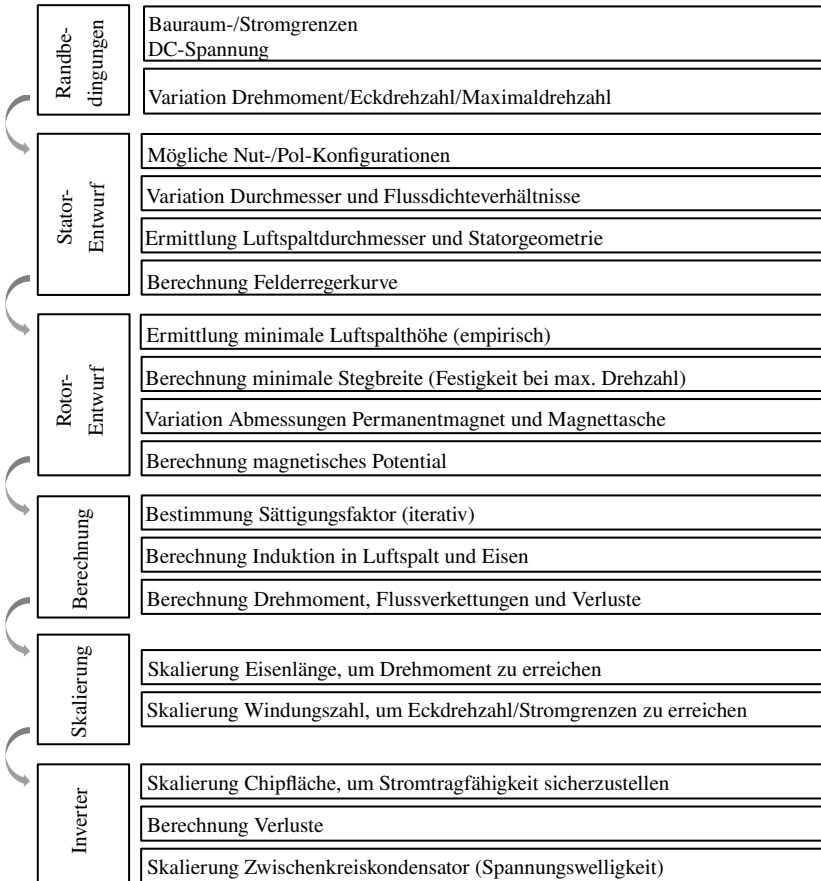 Randbe-
dingungen
Bauraum-/Stromgrenzen
DC-Spannung
Variation Drehmoment/Eckdrehzahl/Maximaldrehzahl
Stator-
Entwurf
Mögliche Nut-/Pol-Konfigurationen
Variation Durchmesser und Flussdichteverhältnisse
Ermittlung Luftspaltdurchmesser und Statorgeometrie
Berechnung Felderregerkurve
Rotor-
Entwurf
Ermittlung minimale Luftspalthöhe (empirisch)
Berechnung minimale Stegbreite (Festigkeit bei max. Drehzahl)
Variation Abmessungen Permanentmagnet und Magnettasche
Berechnung magnetisches Potential
Berechnung
Bestimmung Sättigungsfaktor (iterativ)
Berechnung Induktion in Luftspalt und Eisen
Berechnung Drehmoment, Flussverkettungen und Verluste
Skalierung
Skalierung Eisenlänge, um Drehmoment zu erreichen
Skalierung Windungszahl, um Eckdrehzahl/Stromgrenzen zu erreichen
Inverter
Skalierung Chipfläche, um Stromtragfähigkeit sicherzustellen
Berechnung Verluste
Skalierung Zwischenkreiskondensator (Spannungswelligkeit)